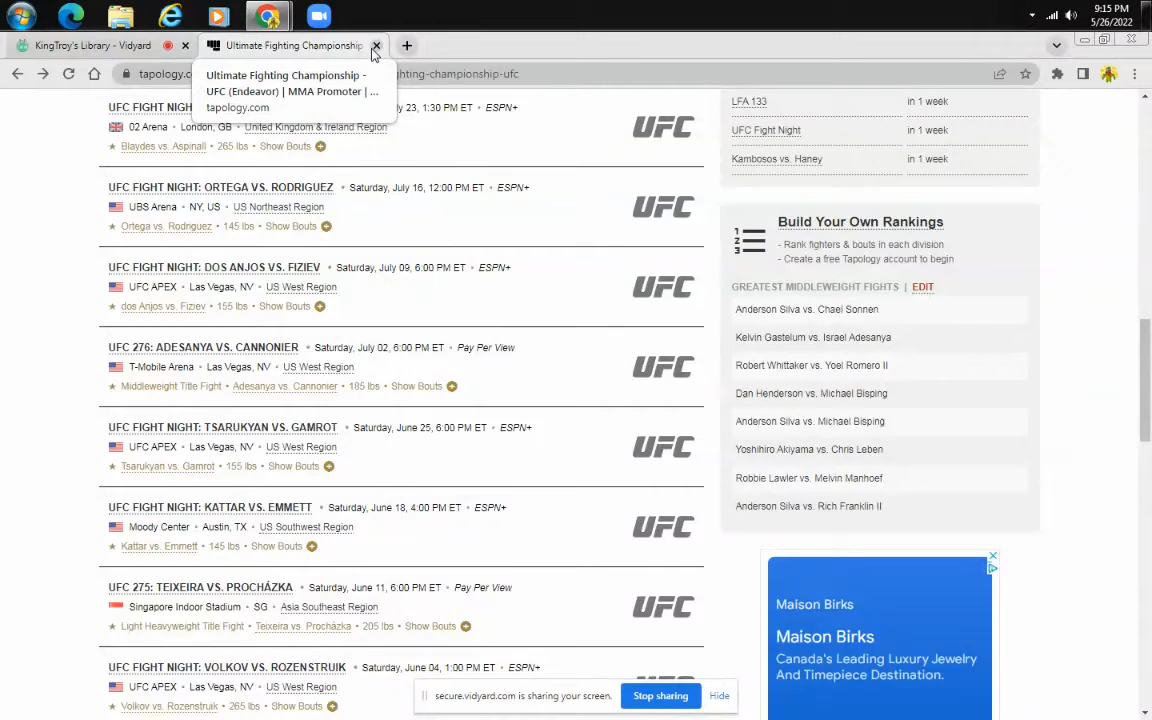 9:15 PM
5/26/2022
KingTroy's Library - Vidyard
Ultimate Fighting Championship
tapology.c
ghting-championship-ufc
Ultimate Fighting Championship -
UFC (Endeavor) | MMA Promoter | ...
tapology.com
UFC FIGHT NIGHT
y 23, 1:30 PM ET • ESPN+
02 Arena • London, GB • United Kingdom & Ireland Region
Blaydes vs. Aspinall • 265 lbs • Show Bouts
UFC
UFC FIGHT NIGHT: ORTEGA VS. RODRIGUEZ • Saturday, July 16, 12:00 PM ET • ESPN+
UBS Arena • NY, US • US Northeast Region
Ortega vs. Rodriguez • 145 lbs • Show Bouts
UFC
UFC FIGHT NIGHT: DOS ANJOS VS. FIZIEV • Saturday, July 09, 6:00 PM ET • ESPN+
UFC APEX • Las Vegas, NV • US West Region
dos Anjos vs. Fiziev • 155 lbs • Show Bouts
UFC
UFC 276: ADESANYA VS. CANNONIER • Saturday, July 02, 6:00 PM ET • Pay Per View
T-Mobile Arena • Las Vegas, NV • US West Region
Middleweight Title Fight • Adesanya vs. Cannonier • 185 lbs • Show Bouts
UFC
UFC FIGHT NIGHT: TSARUKYAN VS. GAMROT • Saturday, June 25, 6:00 PM ET • ESPN+
UFC APEX • Las Vegas, NV • US West Region
Tsarukyan vs. Gamrot • 155 lbs • Show Bouts
UFC
UFC FIGHT NIGHT: KATTAR VS. EMMETT • Saturday, June 18, 4:00 PM ET • ESPN+
Moody Center • Austin, TX • US Southwest Region
Kattar vs. Emmett • 145 lbs • Show Bouts
UFC
UFC 275: TEIXEIRA VS. PROCHÁZKA • Saturday, June 11, 6:00 PM ET • Pay Per View
Singapore Indoor Stadium • SG • Asia Southeast Region
Light Heavyweight Title Fight • Teixeira vs. Procházka • 205 lbs • Show Bouts
UFC
UFC FIGHT NIGHT: VOLKOV VS. ROZENSTRUIK • Saturday, June 04, 1:00 PM ET • ESPN+
UFC APEX • Las Vegas, NV • US West Region
Volkov vs. Rozenstruik • 265 lbs • Show Bouts
LFA 133 in 1 week
UFC Fight Night in 1 week
Kambosos vs. Haney in 1 week
1
2
3
Build Your Own Rankings
- Rank fighters & bouts in each division
- Create a free Tapology account to begin
GREATEST MIDDLEWEIGHT FIGHTS | EDIT
Anderson Silva vs. Chael Sonnen
Kelvin Gastelum vs. Israel Adesanya
Robert Whittaker vs. Yoel Romero II
Dan Henderson vs. Michael Bisping
Anderson Silva vs. Michael Bisping
Yoshihiro Akiyama vs. Chris Leben
Robbie Lawler vs. Melvin Manhoef
Anderson Silva vs. Rich Franklin II
Maison Birks
Maison Birks
Canada's Leading Luxury Jewelry
And Timepiece Destination.
secure.vidyard.com is sharing your screen.
Stop sharing
Hide